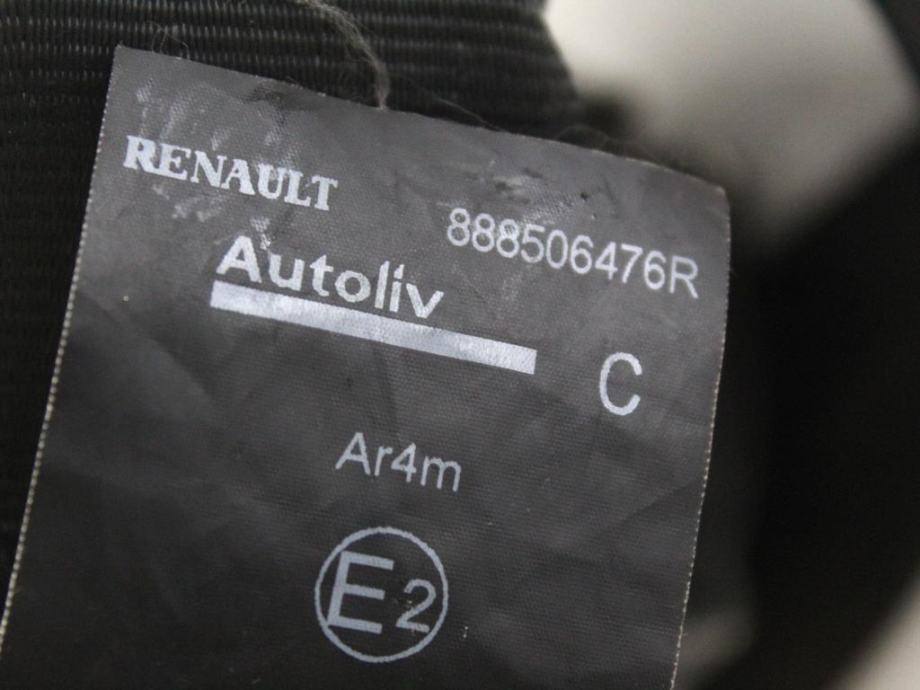 RENAULT
888506476R
Autoliv
C
Ar4m
E2